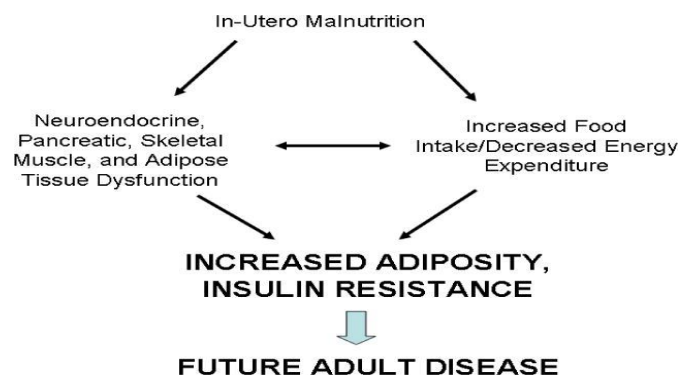 In-Utero Malnutrition
Neuroendocrine,
Pancreatic, Skeletal
Muscle, and Adipose
Tissue Dysfunction
Increased Food
Intake/Decreased Energy
Expenditure
INCREASED ADIPOSITY,
INSULIN RESISTANCE
FUTURE ADULT DISEASE